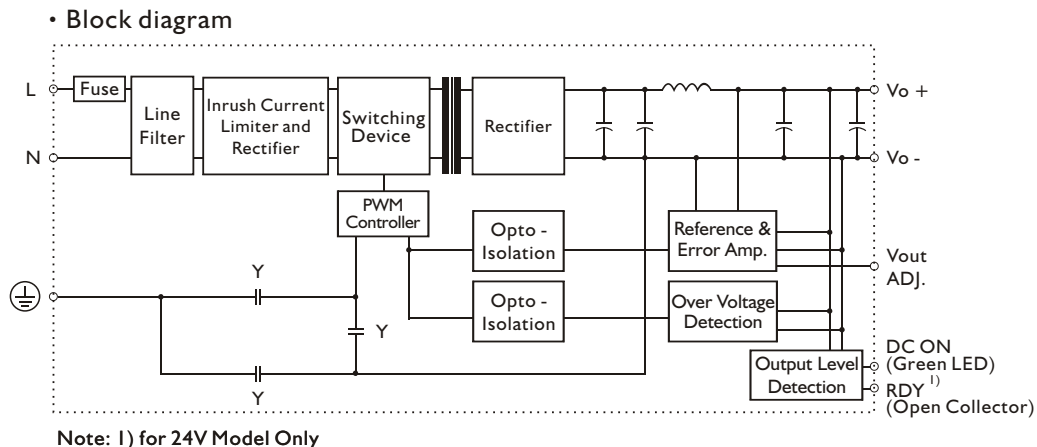 • Block diagram
L
Fuse
Line
Filter
Inrush Current
Limiter and
Rectifier
Switching
Device
Rectifier
Vo +
N
Vo -
PWM
Controller
Opto -
Isolation
Reference &
Error Amp.
Vout
ADJ.
Y
Opto -
Isolation
Over Voltage
Detection
Y
Output Level
Detection
DC ON
(Green LED)
RDY 1)
(Open Collector)
Y
Note: 1) for 24V Model Only